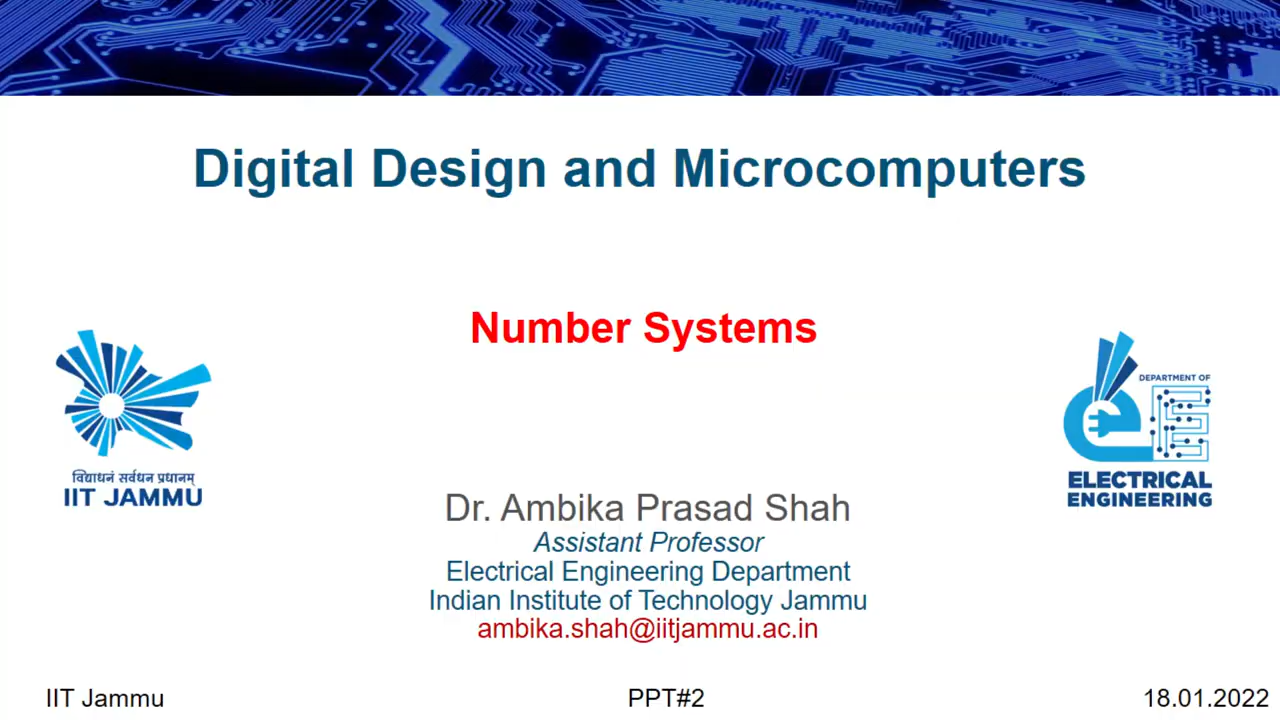 Digital Design and Microcomputers
Number Systems
विद्याधनं सर्वधन प्रधानम्
IIT JAMMU
DEPARTMENT OF
ELECTRICAL
ENGINEERING
Dr. Ambika Prasad Shah
Assistant Professor
Electrical Engineering Department
Indian Institute of Technology Jammu
ambika.shah@iitjammu.ac.in
IIT Jammu
PPT#2
18.01.2022